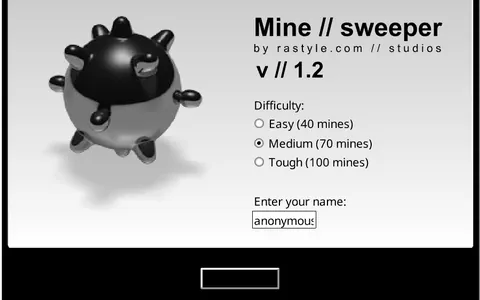 Mine // sweeper
by rastyle.com // studios
v // 1.2
Difficulty:
Easy (40 mines)
Medium (70 mines)
Tough (100 mines)
Enter your name:
anonymous